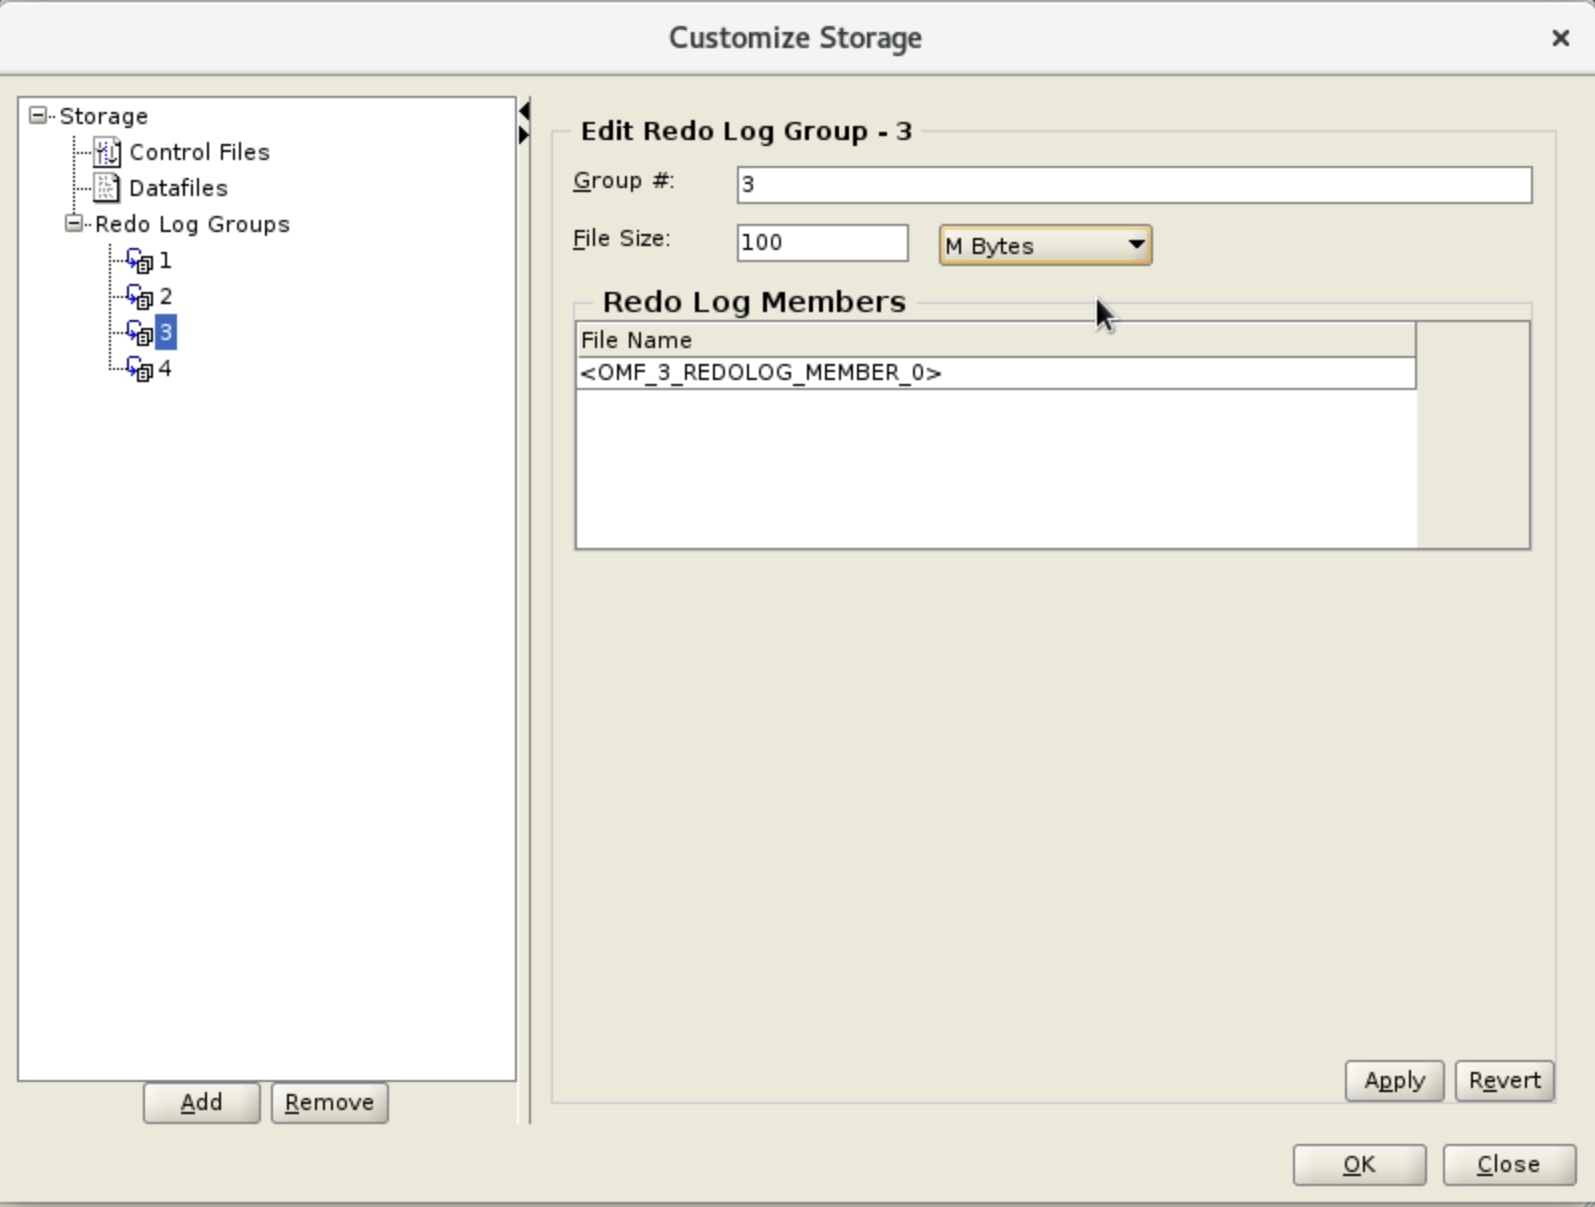 Customize Storage
Storage
Control Files
Datafiles
Redo Log Groups
1
2
3
4
Add
Remove
Edit Redo Log Group - 3
Group #: 3
File Size: 100 M Bytes
Redo Log Members
File Name
<OMF_3_REDOLOG_MEMBER_0>
Apply
Revert
OK
Close